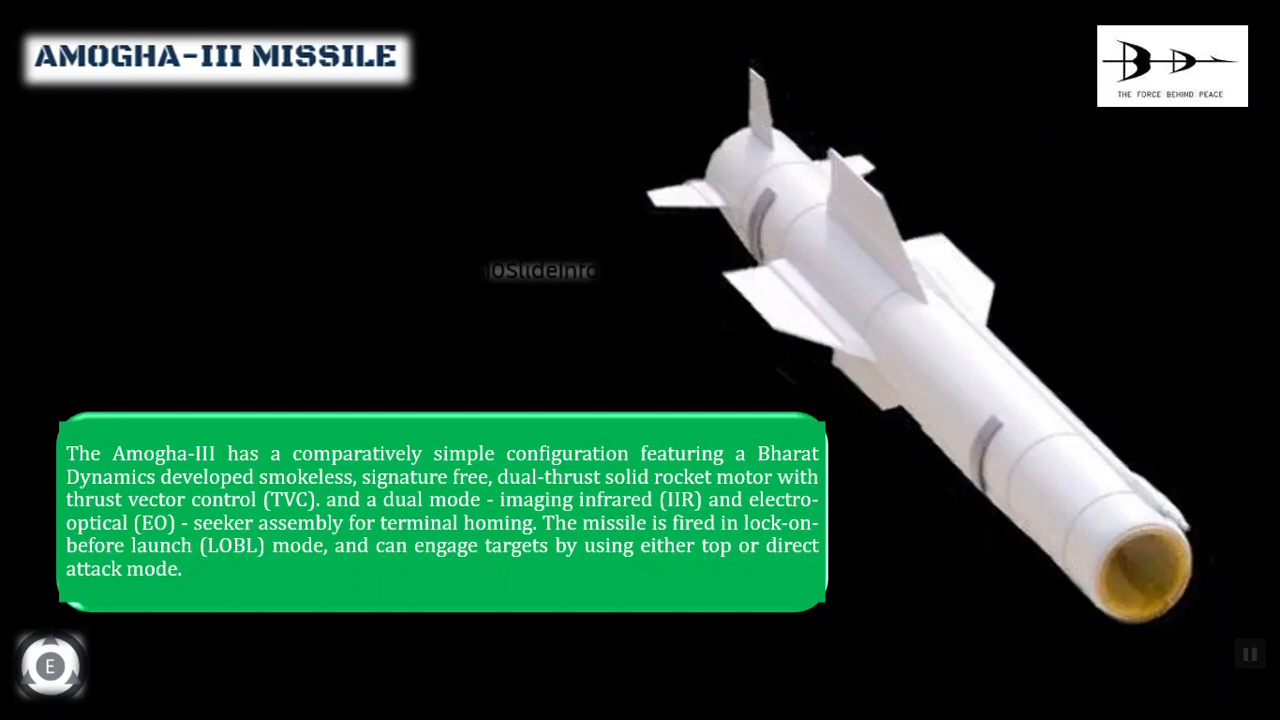 AMOGHA-III MISSILE
THE FORCE BEHIND PEACE
The Amogha-III has a comparatively simple configuration featuring a Bharat
Dynamics developed smokeless, signature free, dual-thrust solid rocket motor with
thrust vector control (TVC). and a dual mode - imaging infrared (IIR) and electro-
optical (EO) - seeker assembly for terminal homing. The missile is fired in lock-on-
before launch (LOBL) mode, and can engage targets by using either top or direct
attack mode.
E